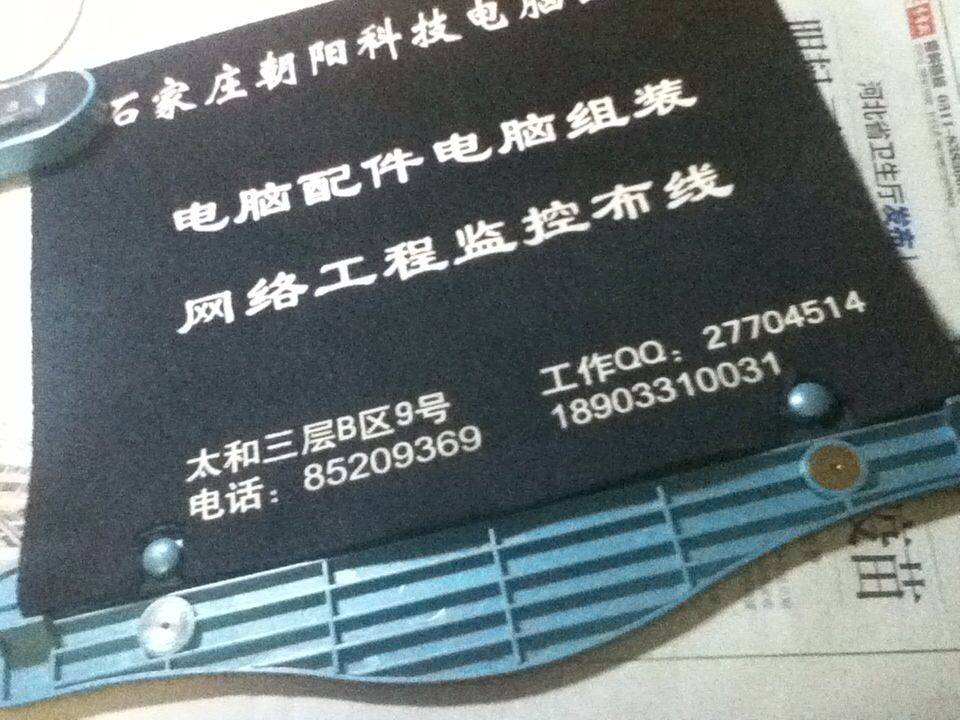 石家庄朝阳科技电脑
电脑配件电脑组装
网络工程监控布线
太和三层B区9号
电话：85209369
工作QQ：27704514
18903310031
河北省卫生厅 发布